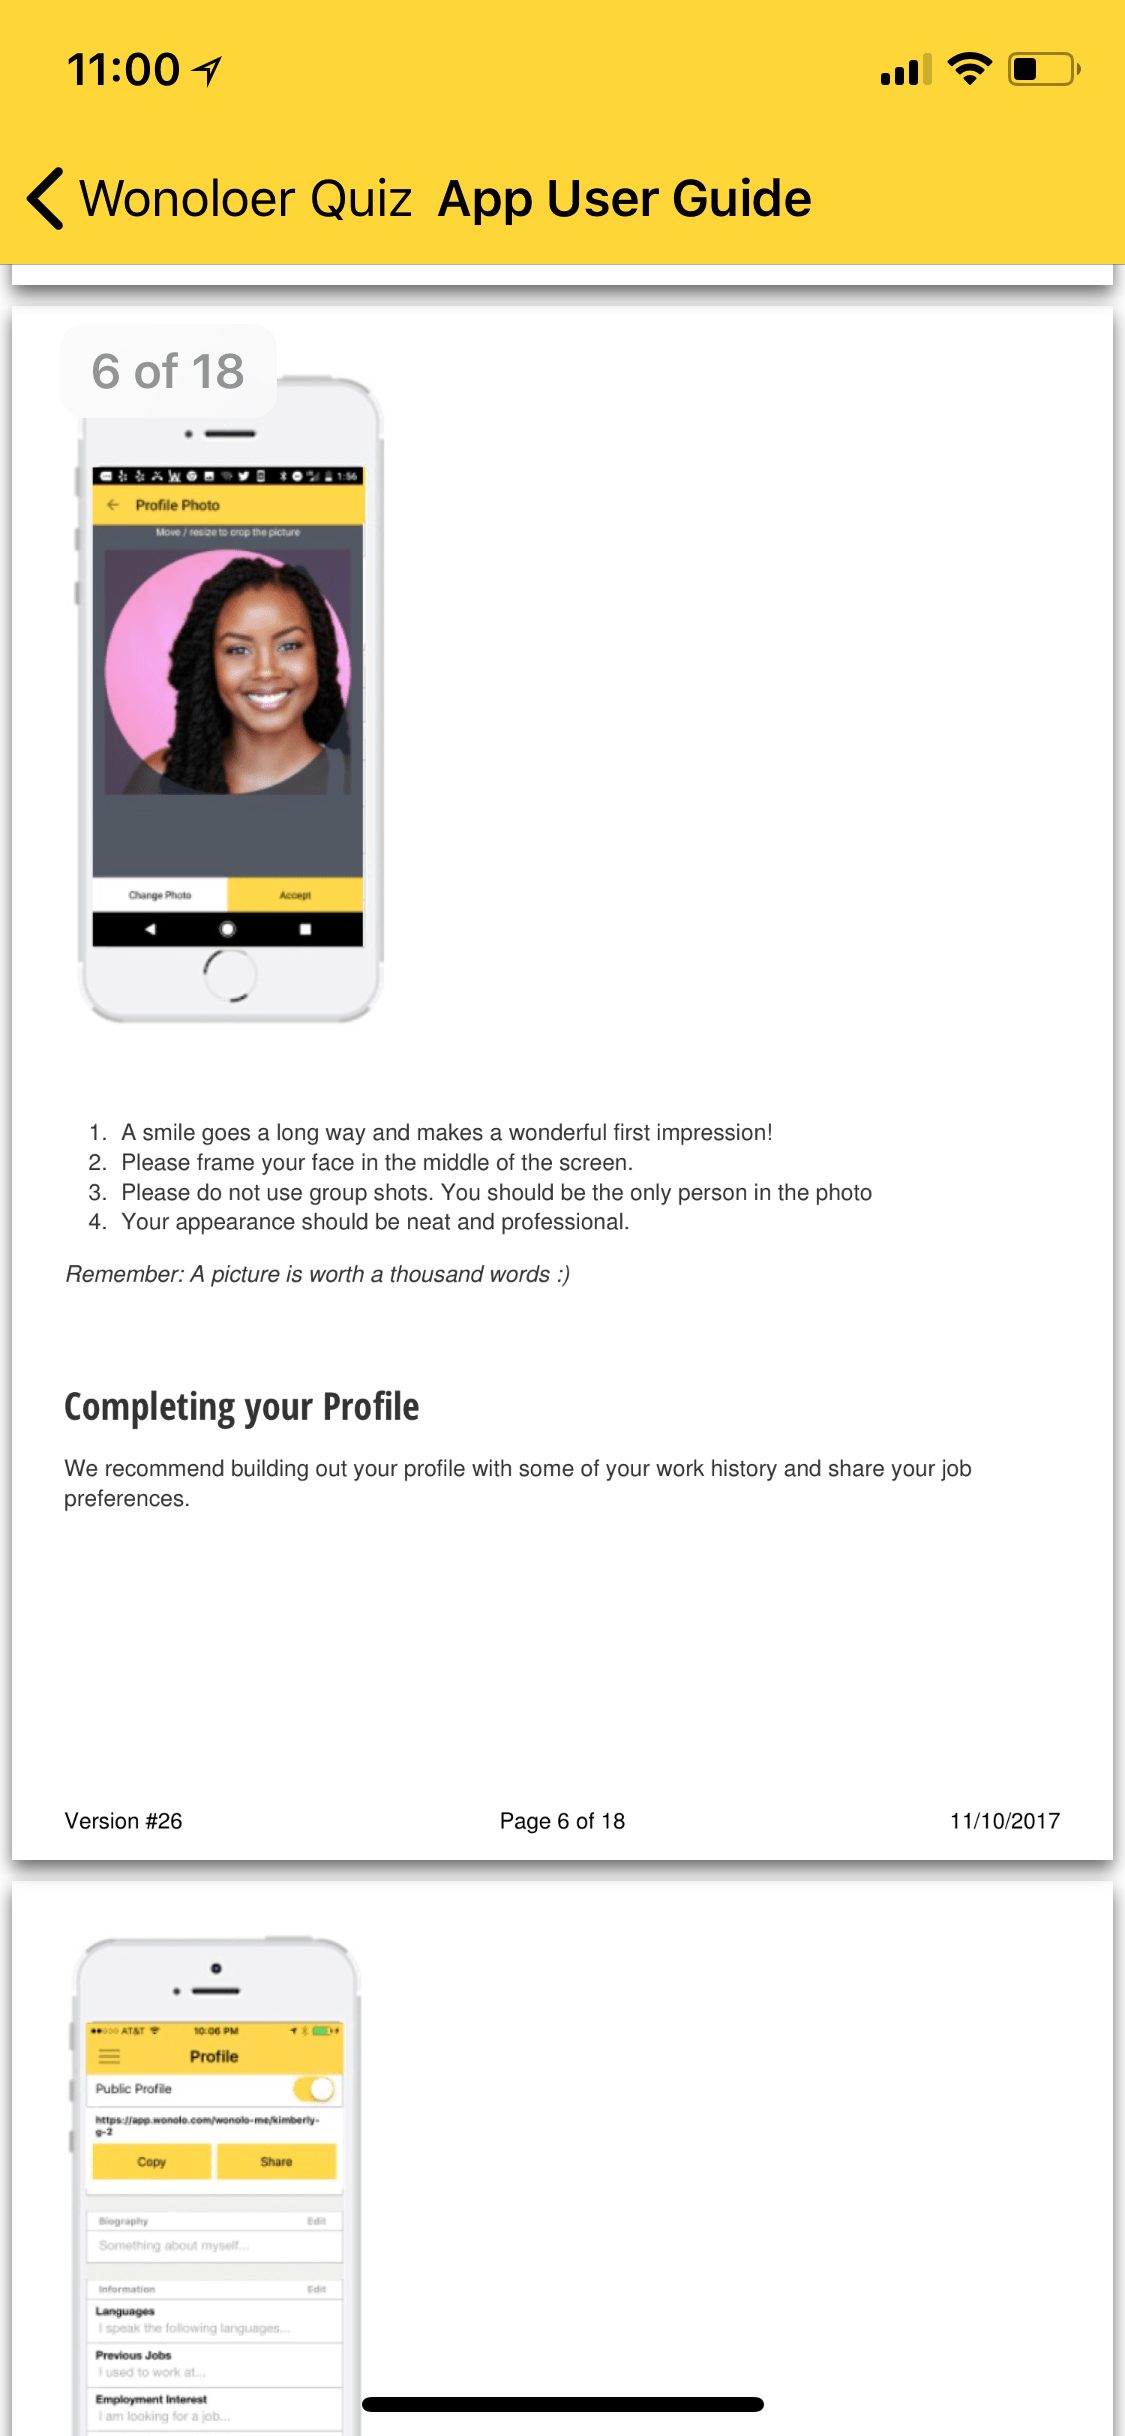 11:00
Wonoloer Quiz App User Guide
6 of 18
1:56
Profile Photo
Move / resize to crop the picture
Change Photo Accept
1. A smile goes a long way and makes a wonderful first impression!
2. Please frame your face in the middle of the screen.
3. Please do not use group shots. You should be the only person in the photo
4. Your appearance should be neat and professional.
Remember: A picture is worth a thousand words :)
Completing your Profile
We recommend building out your profile with some of your work history and share your job
preferences.
Version #26 Page 6 of 18 11/10/2017
AT&T 10:06 PM
Profile
Public Profile
https://app.wonolo.com/wonolo-me/kimberly-
g-2
Copy Share
Biography Edit
Something about myself...
Information Edit
Languages
I speak the following languages...
Previous Jobs
I used to work at...
Employment Interest
I am looking for a job...